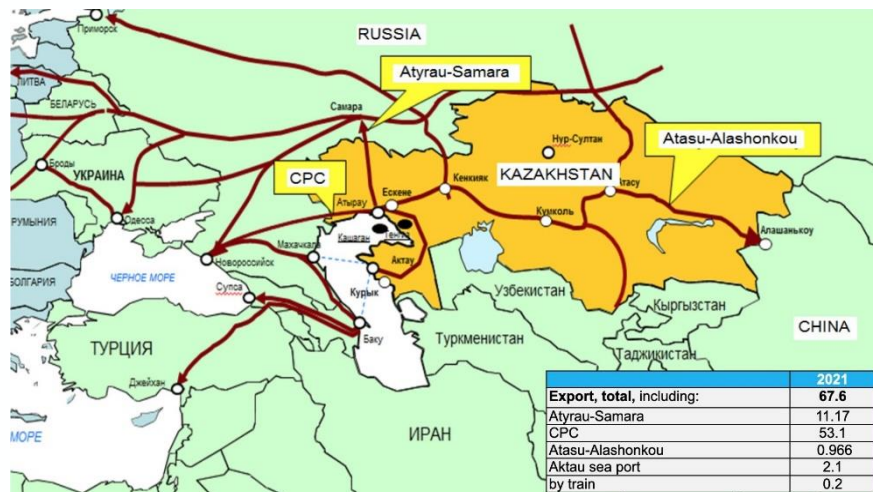 Приморск
RUSSIA
Atyrau-Samara
ЛИТВА
БЕЛАРУСЬ
Самара
Нур-Султан
Atasu-Alashonkou
Броды
УКРАИНА
CPC
Кенкияк
KAZAKHSTAN
Атасу
Ескене
Атырау
Кумколь
РУМЫНИЯ
Одесса
Кашаган
Тенгиз
Алашанькоу
Махачкала
Актау
Новороссийск
БОЛГАРИЯ
ЧЕРНОЕ МОРЕ
Супса
Курык
Узбекистан
Кыргызстан
CHINA
ТУРЦИЯ
Баку
Туркменистан
Таджикистан
Джейхан
ИРАН
МОРЕ
2021
Export, total, including: 67.6
Atyrau-Samara 11.17
CPC 53.1
Atasu-Alashonkou 0.966
Aktau sea port 2.1
by train 0.2